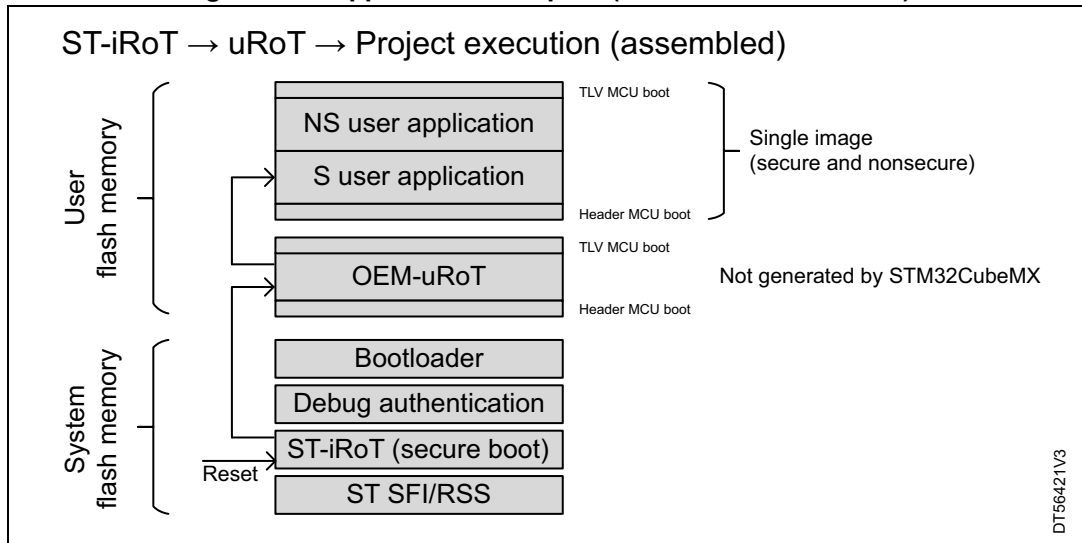 ST-iRoT → uRoT → Project execution (assembled)
User
flash memory
TLV MCU boot
NS user application
S user application
Header MCU boot
Single image
(secure and nonsecure)
TLV MCU boot
OEM-uRoT
Header MCU boot
Not generated by STM32CubeMX
System
flash memory
Bootloader
Debug authentication
ST-iRoT (secure boot)
Reset
ST SFI/RSS
DT56421V3